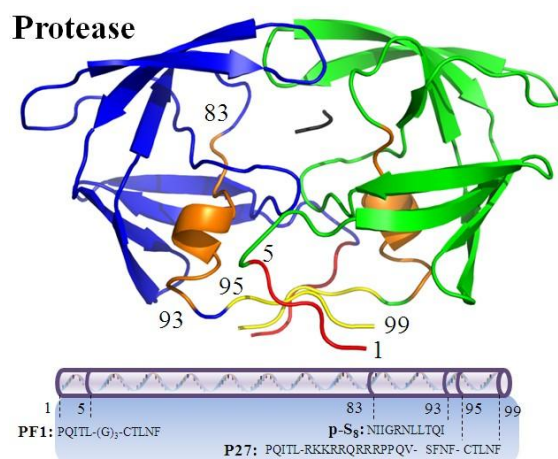 Protease
83
5
95
93
99
1
1 5 83 93 95 99
PF1: PQITL-(G)₃-CTLNF
p-S₈: NIIGRNLLTQI
P27: PQITL-RKKRRQRRRPPQV- SFNF-CTLNF